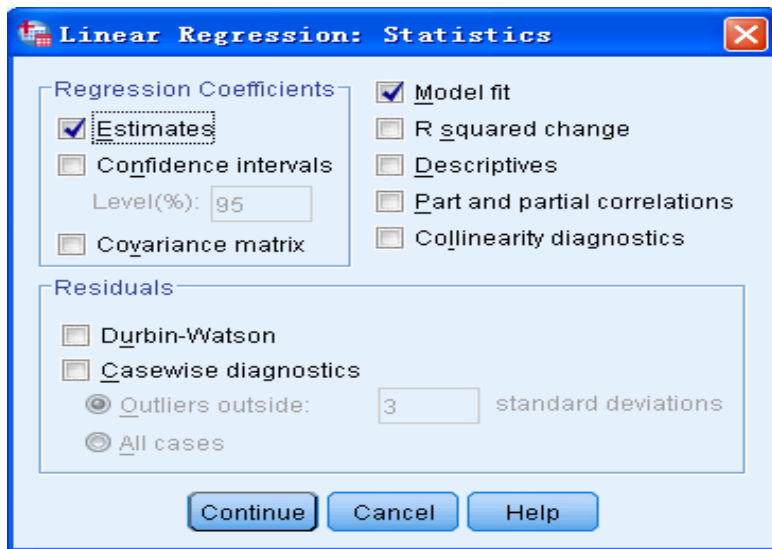 Linear Regression: Statistics
Regression Coefficients
Estimates
Confidence intervals
Level(%): 95
Covariance matrix
Model fit
R squared change
Descriptives
Part and partial correlations
Collinearity diagnostics
Residuals
Durbin-Watson
Casewise diagnostics
Outliers outside: 3 standard deviations
All cases
Continue Cancel Help